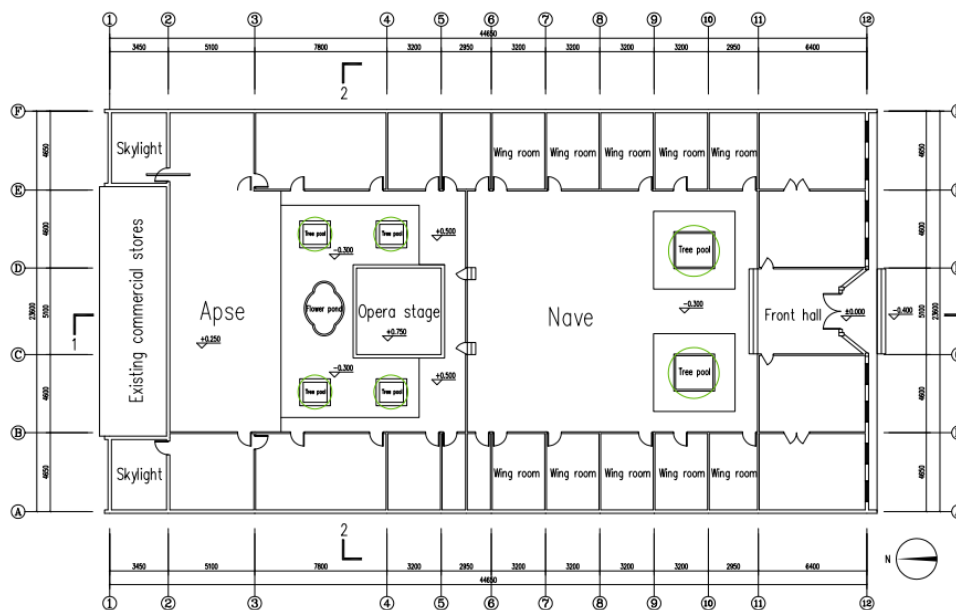 1 2 3 4 5 6 7 8 9 10 11 12
44650
3450 5100 7800 3200 2950 3200 3200 3200 3200 2950 6400
2
F
Skylight
Wing room Wing room Wing room Wing room Wing room
4650
E
4600
Tree pool Tree pool
+0.500
-0.300
Tree pool
D
23600
5100
Existing commercial stores
Apse
Flower pond
Opera stage
Nave
-0.300
Front hall
±0.000
-0.400
5100
23600
1
+0.250
+0.750
C
-0.300
+0.500
Tree pool
Tree pool Tree pool
4600
B
Skylight
Wing room Wing room Wing room Wing room Wing room
4650
A
2
N
3450 5100 7800 3200 2950 3200 3200 3200 3200 2950 6400
44650
1 2 3 4 5 6 7 8 9 10 11 12